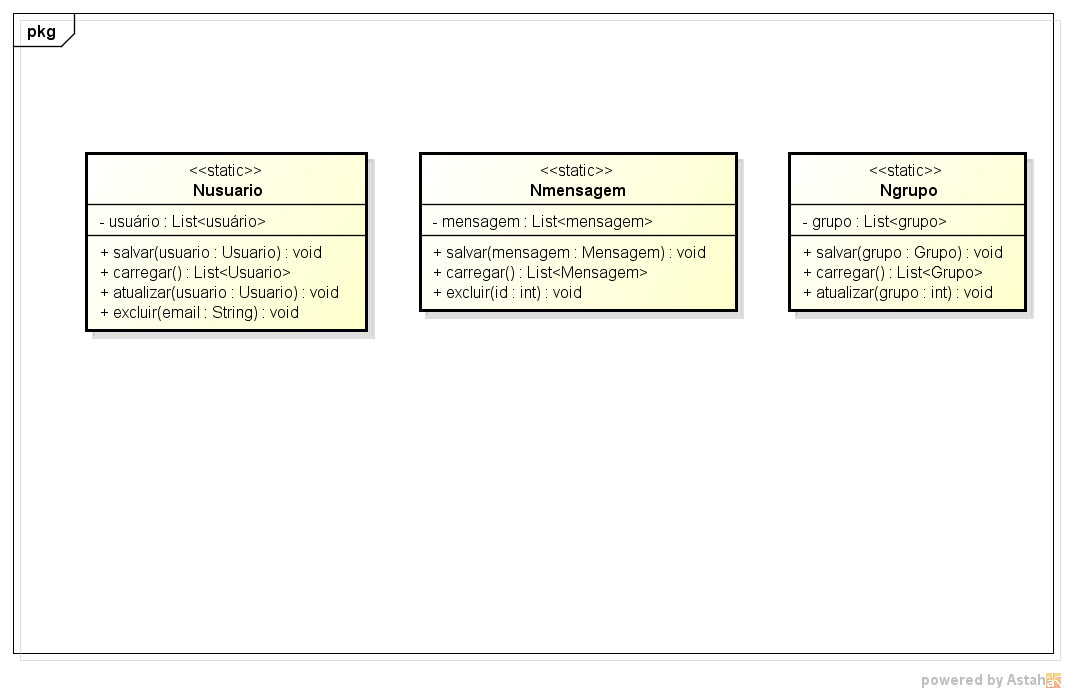 pkg
<<static>>
Nusuario
- usuário : List<usuário>
+ salvar(usuario : Usuario) : void
+ carregar() : List<Usuario>
+ atualizar(usuario : Usuario) : void
+ excluir(email : String) : void
<<static>>
Nmensagem
- mensagem : List<mensagem>
+ salvar(mensagem : Mensagem) : void
+ carregar() : List<Mensagem>
+ excluir(id : int) : void
<<static>>
Ngrupo
- grupo : List<grupo>
+ salvar(grupo : Grupo) : void
+ carregar() : List<Grupo>
+ atualizar(grupo : int) : void
powered by Astah